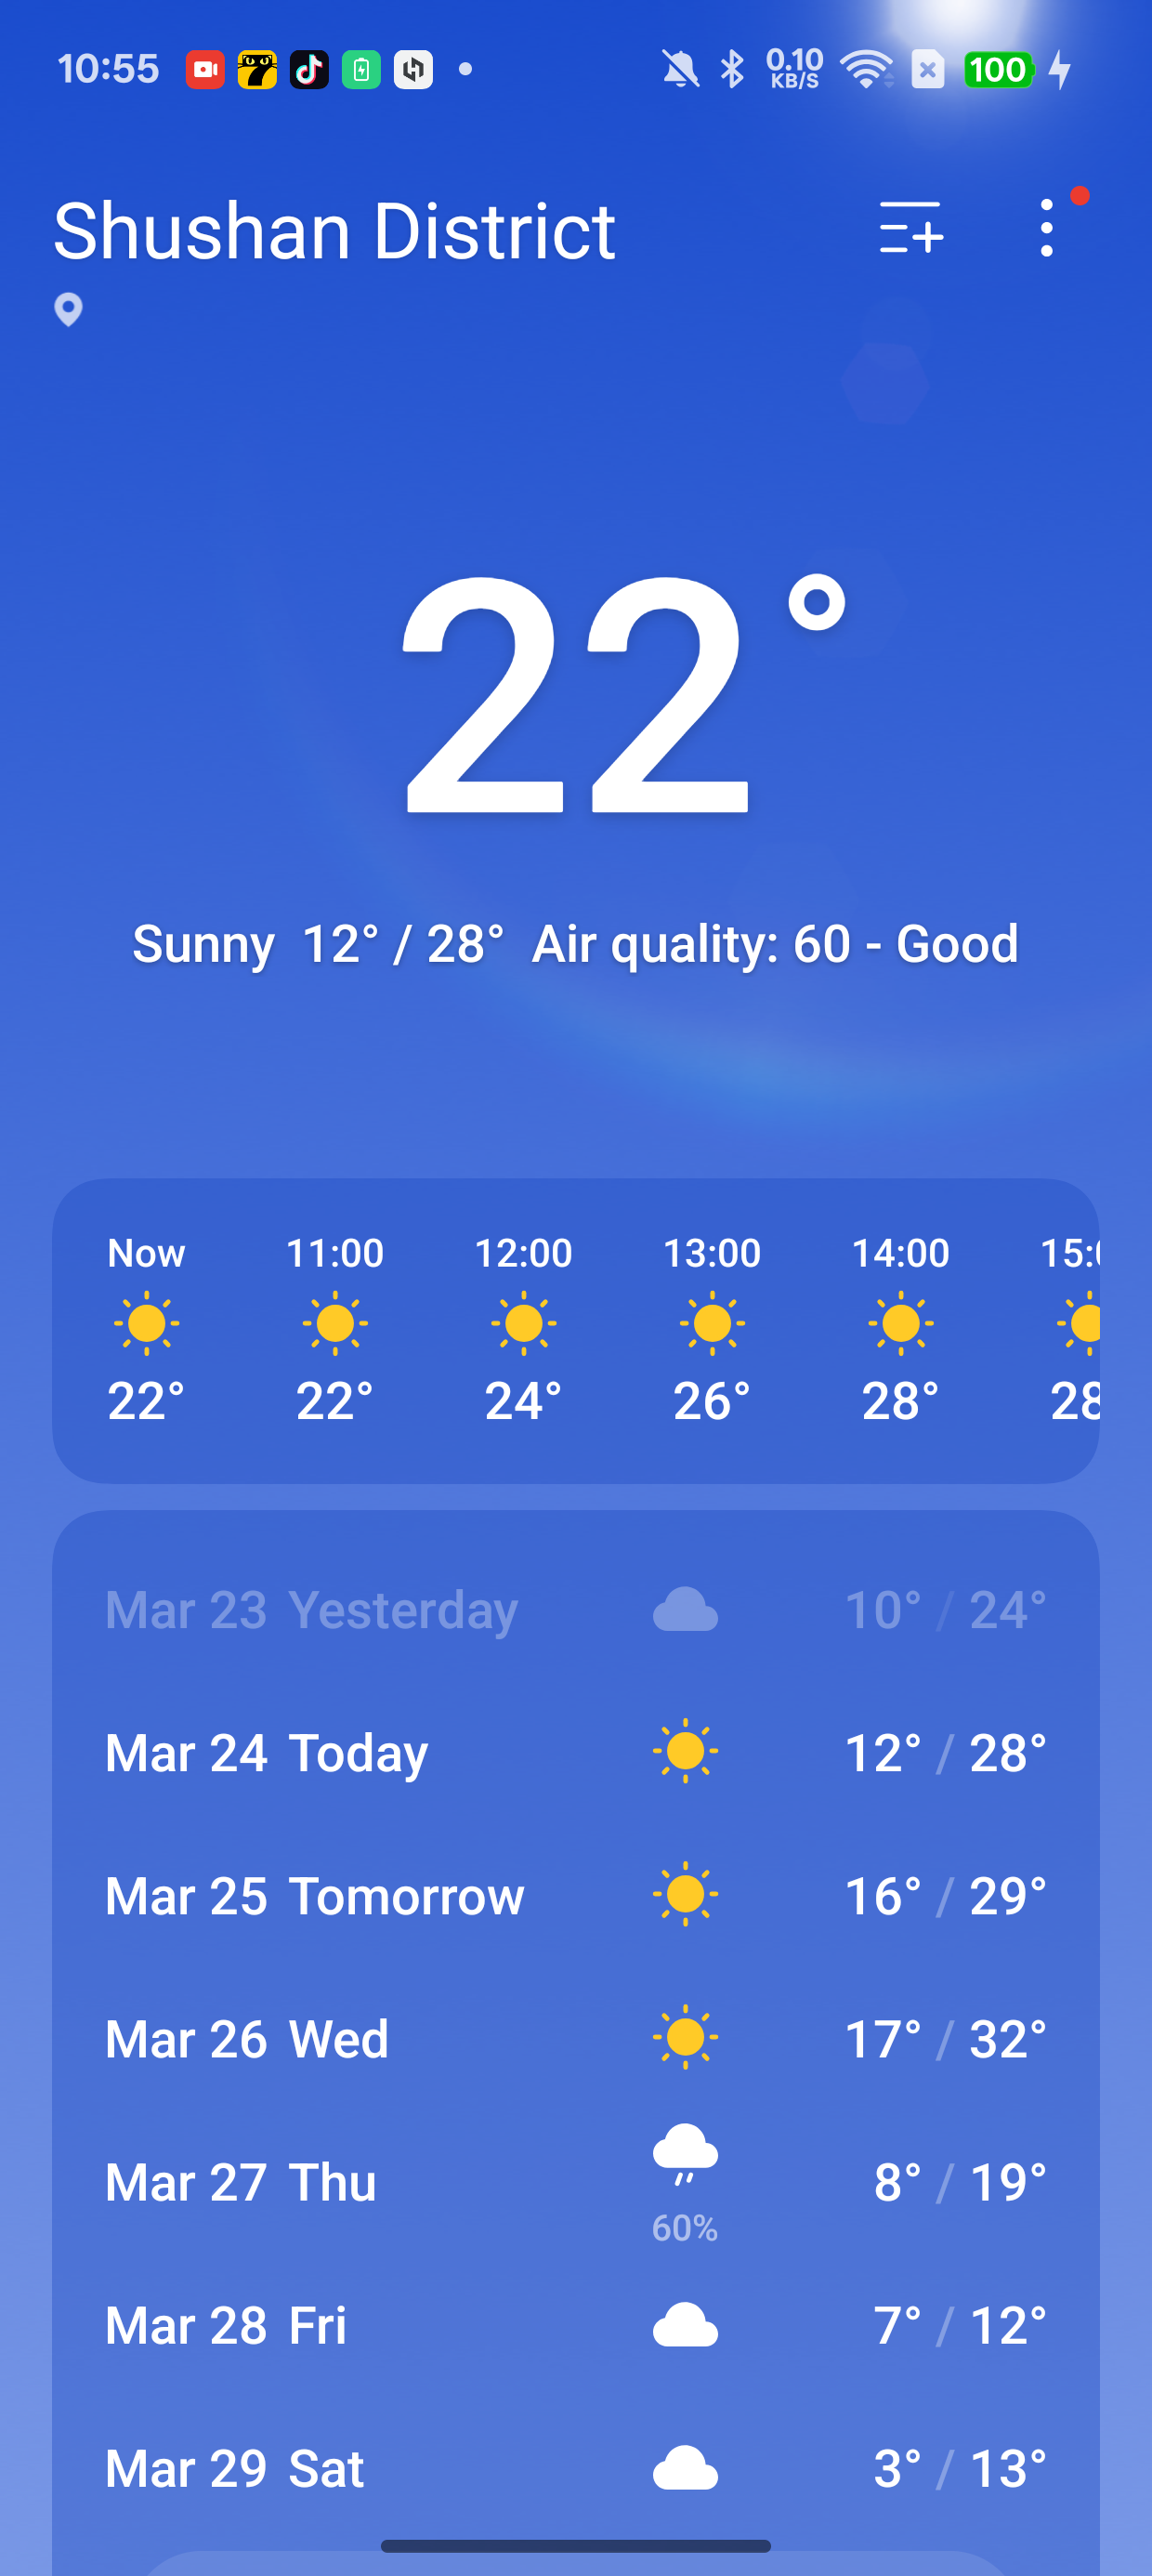 10:55 0.10 KB/S 100
Shushan District
22°
Sunny 12° / 28° Air quality: 60 - Good
Now 11:00 12:00 13:00 14:00
22° 22° 24° 26° 28° 28
Mar 23 Yesterday 10° / 24°
Mar 24 Today 12° / 28°
Mar 25 Tomorrow 16° / 29°
Mar 26 Wed 17° / 32°
Mar 27 Thu 8° / 19°
60%
Mar 28 Fri 7° / 12°
Mar 29 Sat 3° / 13°